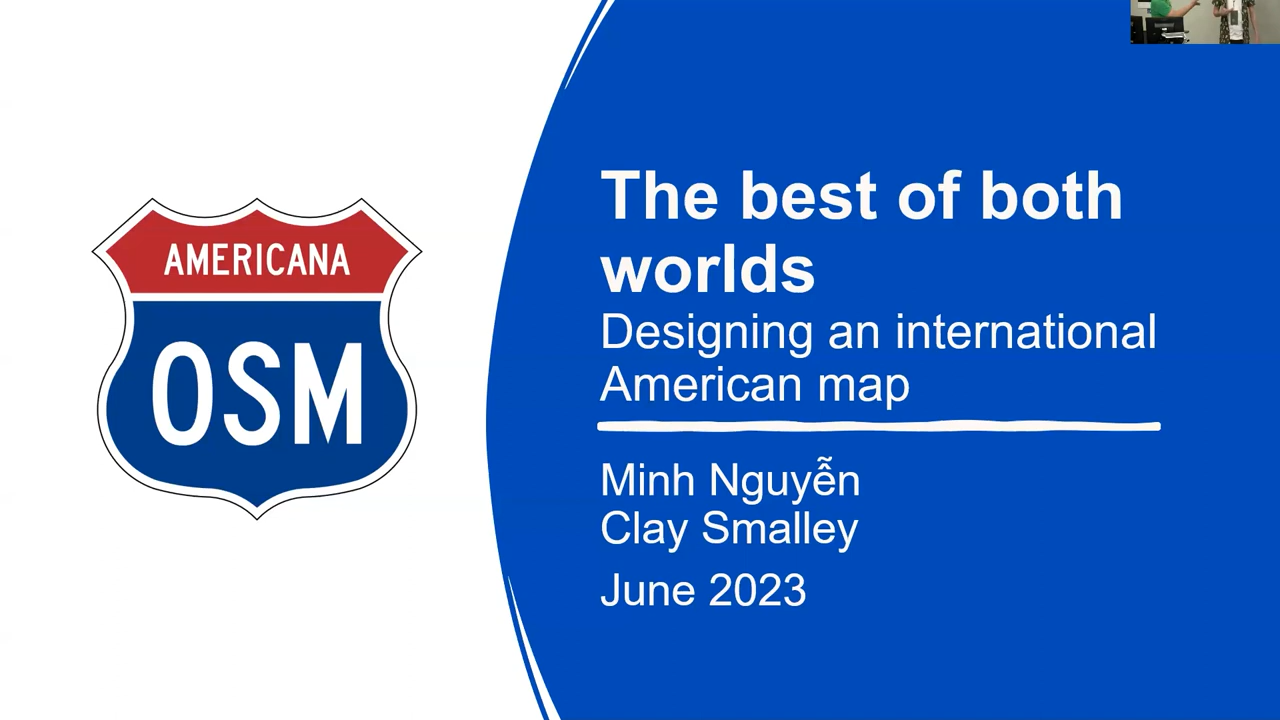 AMERICANA
OSM
The best of both
worlds
Designing an international
American map
Minh Nguyễn
Clay Smalley
June 2023